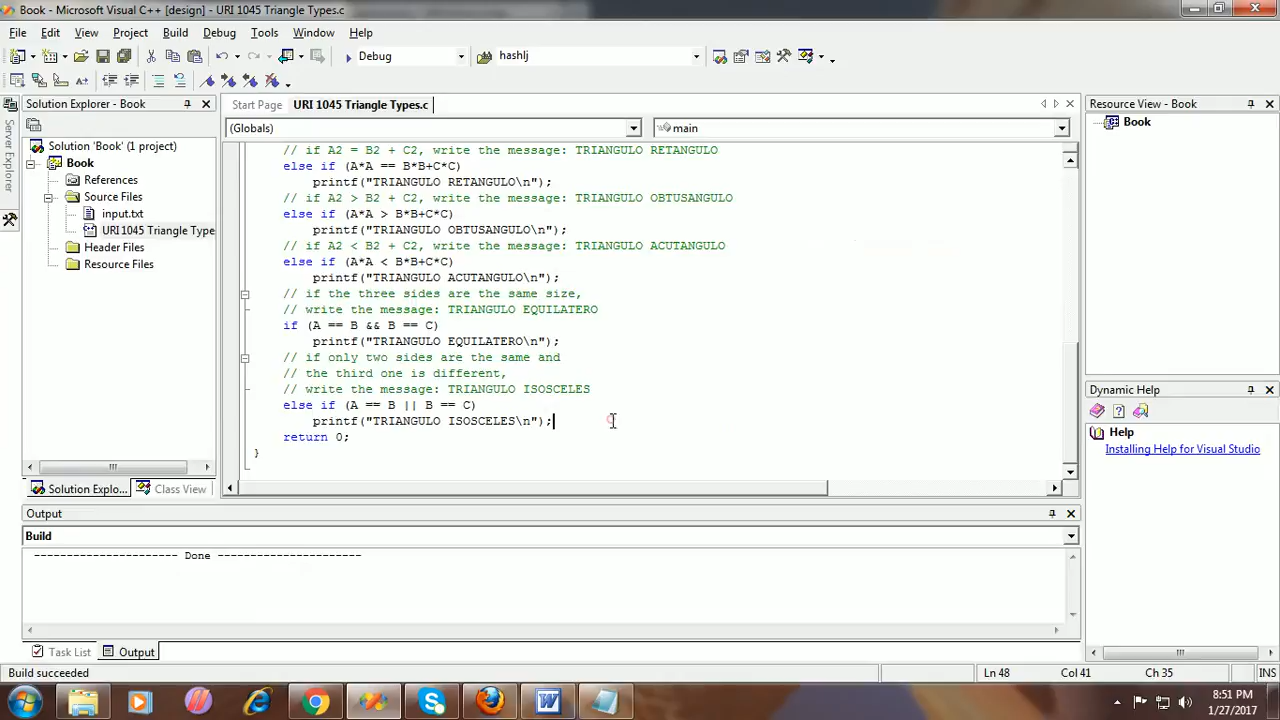 Book - Microsoft Visual C++ [design] - URI 1045 Triangle Types.c
File Edit View Project Build Debug Tools Window Help
Debug hashlj
Solution Explorer - Book
Start Page URI 1045 Triangle Types.c
Resource View - Book
Server Explorer
(Globals) main
Solution 'Book' (1 project)
Book
References
Source Files
input.txt
URI 1045 Triangle Type
Header Files
Resource Files
// if A2 = B2 + C2, write the message: TRIANGULO RETANGULO
else if (A*A == B*B+C*C)
printf("TRIANGULO RETANGULO\n");
// if A2 > B2 + C2, write the message: TRIANGULO OBTUSANGULO
else if (A*A > B*B+C*C)
printf("TRIANGULO OBTUSANGULO\n");
// if A2 < B2 + C2, write the message: TRIANGULO ACUTANGULO
else if (A*A < B*B+C*C)
printf("TRIANGULO ACUTANGULO\n");
// if the three sides are the same size,
// write the message: TRIANGULO EQUILATERO
if (A == B && B == C)
printf("TRIANGULO EQUILATERO\n");
// if only two sides are the same and
// the third one is different,
// write the message: TRIANGULO ISOSCELES
else if (A == B || B == C)
printf("TRIANGULO ISOSCELES\n");
return 0;
}
Book
Dynamic Help
Help
Installing Help for Visual Studio
Solution Explo... Class View
Output
Build
---------------------- Done ----------------------
Task List Output
Build succeeded Ln 48 Col 41 Ch 35 INS
8:51 PM
1/27/2017